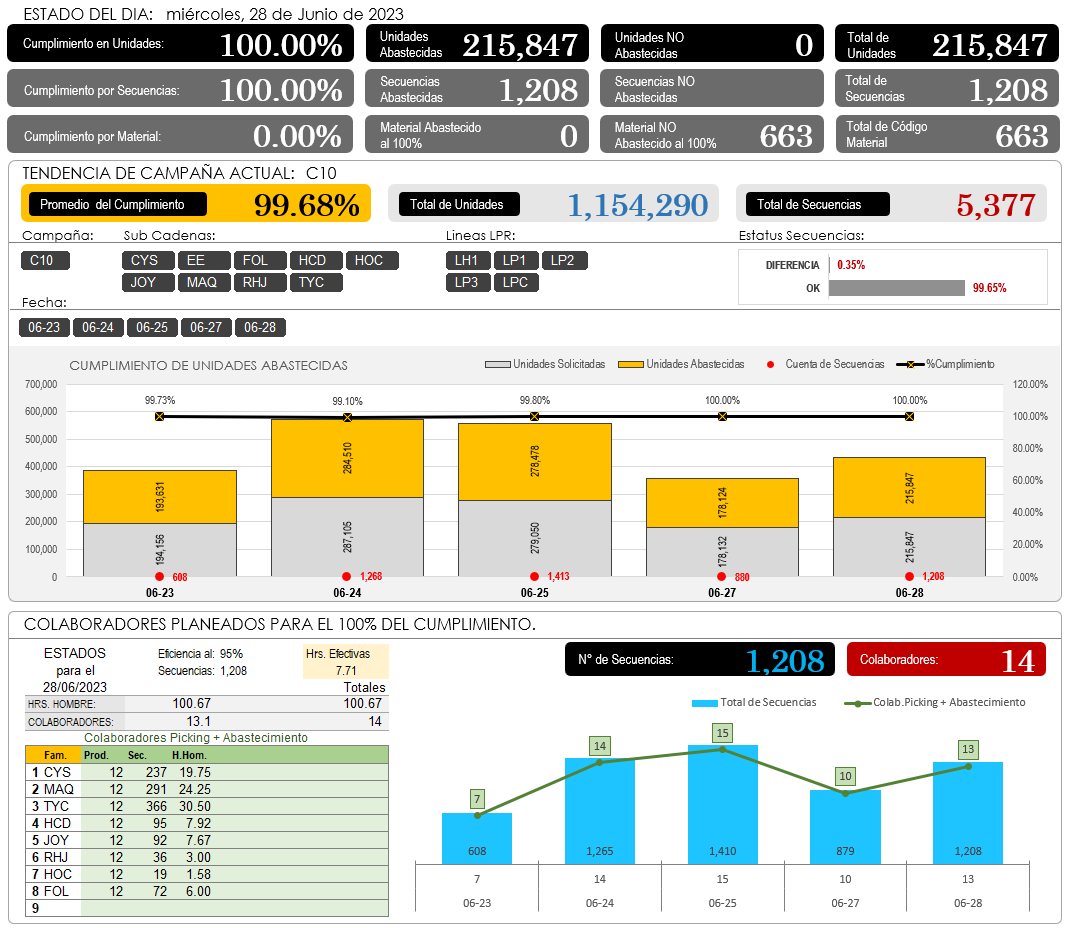 ESTADO DEL DIA: miércoles, 28 de Junio de 2023
Cumplimiento en Unidades: 100.00%
Unidades Abastecidas 215,847
Unidades NO Abastecidas 0
Total de Unidades 215,847
Cumplimiento por Secuencias: 100.00%
Secuencias Abastecidas 1,208
Secuencias NO Abastecidas
Total de Secuencias 1,208
Cumplimiento por Material: 0.00%
Material Abastecido al 100% 0
Material NO Abastecido al 100% 663
Total de Código Material 663
TENDENCIA DE CAMPAÑA ACTUAL: C10
Promedio del Cumplimiento 99.68%
Total de Unidades 1,154,290
Total de Secuencias 5,377
Campaña: Sub Cadenas: Lineas LPR: Estatus Secuencias:
C10 CYS EE FOL HCD HOC LH1 LP1 LP2
JOY MAQ RHJ TYC LP3 LPC
DIFERENCIA 0.35%
OK 99.65%
Fecha:
06-23 06-24 06-25 06-27 06-28
CUMPLIMIENTO DE UNIDADES ABASTECIDAS
Unidades Solicitadas Unidades Abastecidas Cuenta de Secuencias %Cumplimiento
700,000 120.00%
600,000 100.00%
500,000 80.00%
400,000 60.00%
300,000 40.00%
200,000 20.00%
100,000 0.00%
0
99.73% 99.10% 99.80% 100.00% 100.00%
193,631 284,510 278,478 178,124 215,847
194,156 287,105 279,050 178,132 215,847
608 1,268 1,413 880 1,208
06-23 06-24 06-25 06-27 06-28
COLABORADORES PLANEADOS PARA EL 100% DEL CUMPLIMIENTO.
ESTADOS Eficiencia al: 95% Hrs. Efectivas
para el Secuencias: 1,208 7.71
28/06/2023 Totales
HRS. HOMBRE: 100.67 100.67
COLABORADORES: 13.1 14
Colaboradores Picking + Abastecimiento
Fam. Prod. Sec. H.Hom.
1 CYS 12 237 19.75
2 MAQ 12 291 24.25
3 TYC 12 366 30.50
4 HCD 12 95 7.92
5 JOY 12 92 7.67
6 RHJ 12 36 3.00
7 HOC 12 19 1.58
8 FOL 12 72 6.00
9
N° de Secuencias: 1,208
Colaboradores: 14
Total de Secuencias Colab.Picking + Abastecimiento
7 14 15 10 13
608 1,265 1,410 879 1,208
7 14 15 10 13
06-23 06-24 06-25 06-27 06-28